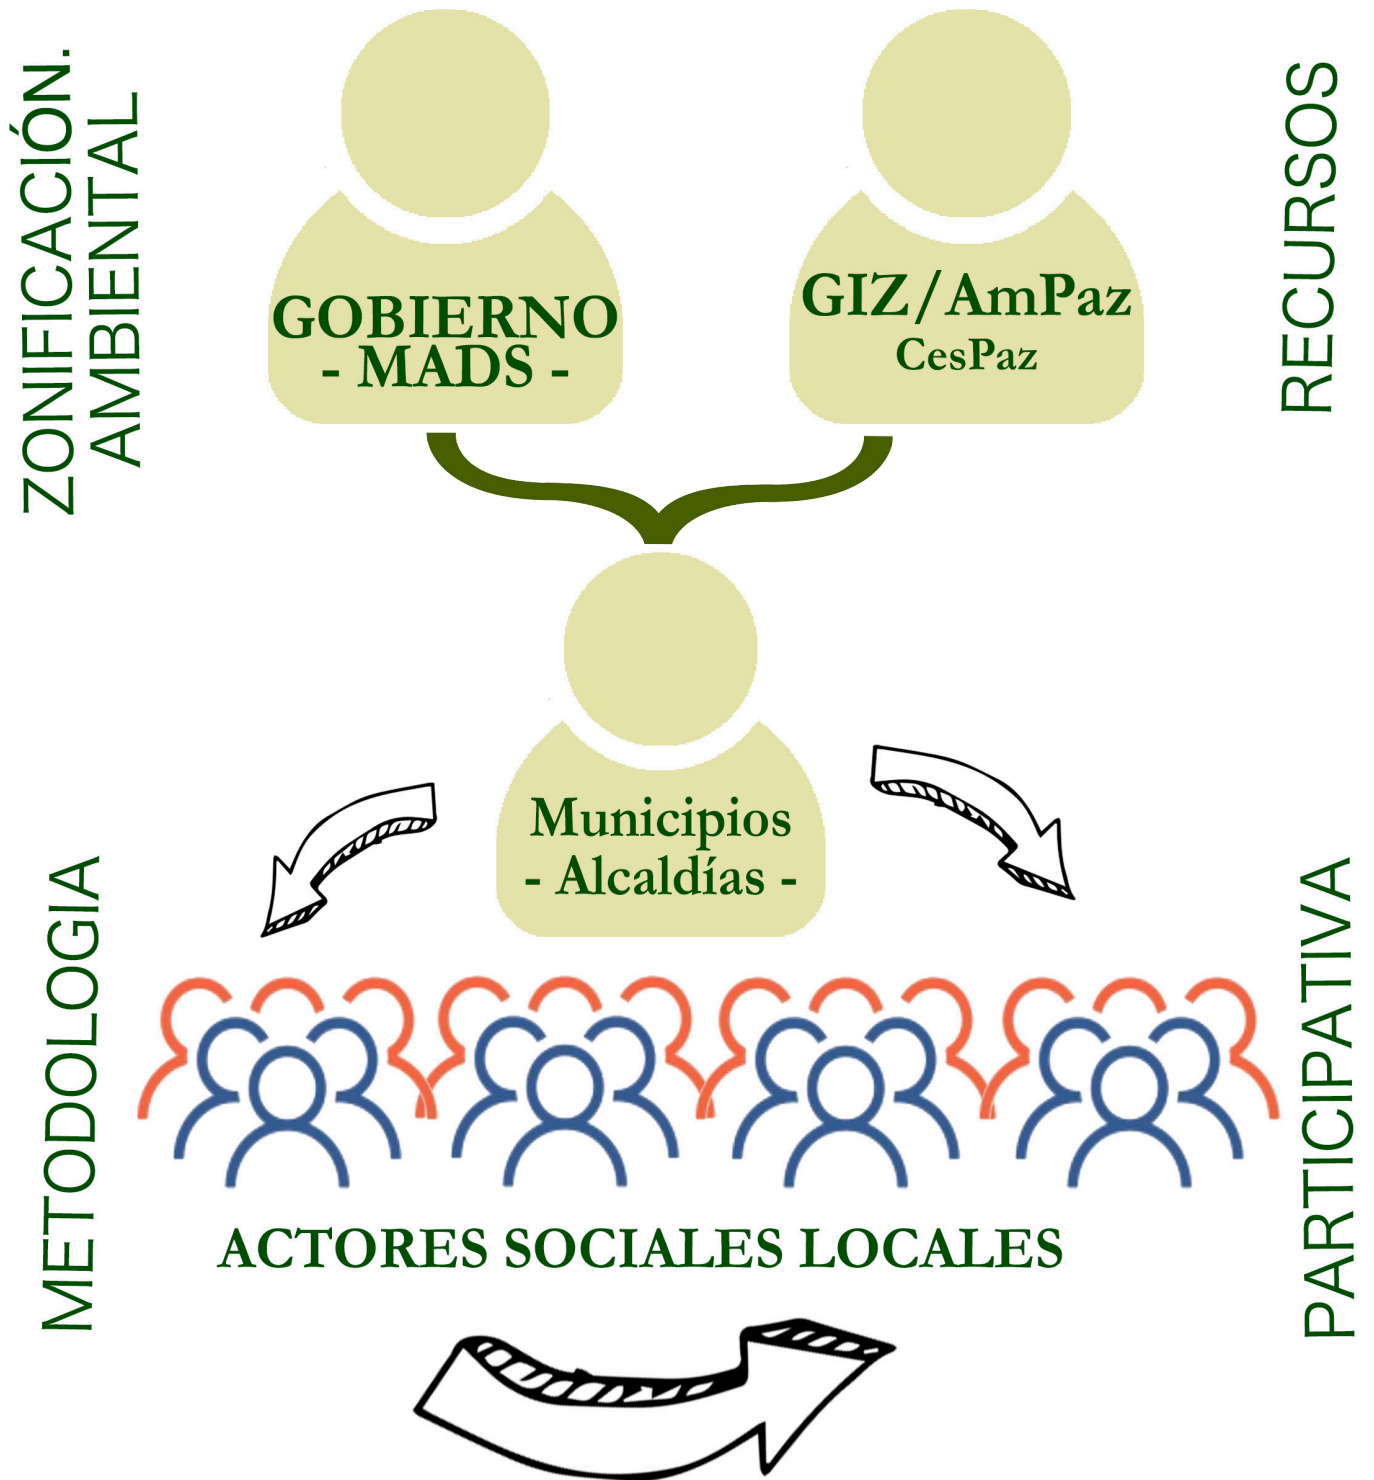 ZONIFICACIÓN.
AMBIENTAL
RECURSOS
GOBIERNO
- MADS -
GIZ/AmPaz
CesPaz
Municipios
- Alcaldías -
METODOLOGIA
PARTICIPATIVA
ACTORES SOCIALES LOCALES